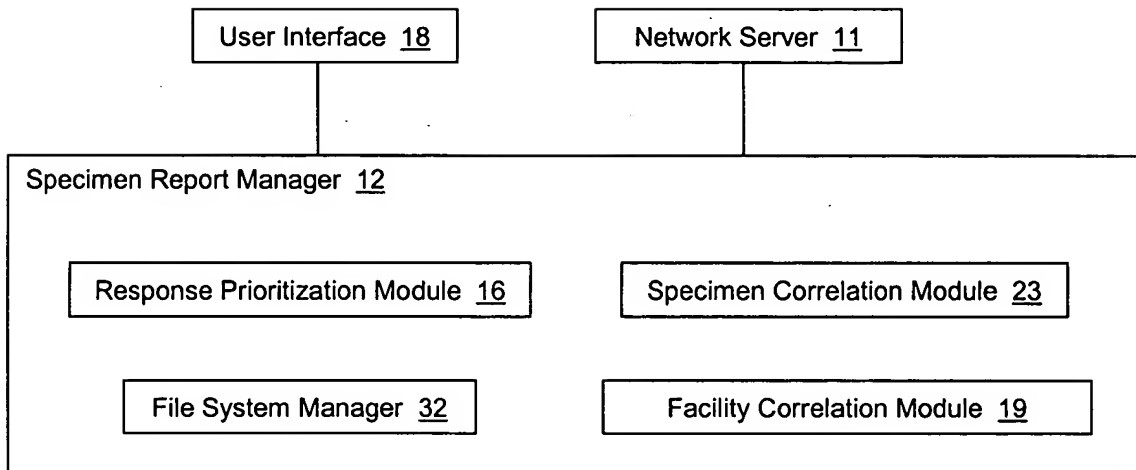 User Interface 18
Network Server 11
Specimen Report Manager 12
Response Prioritization Module 16
Specimen Correlation Module 23
File System Manager 32
Facility Correlation Module 19